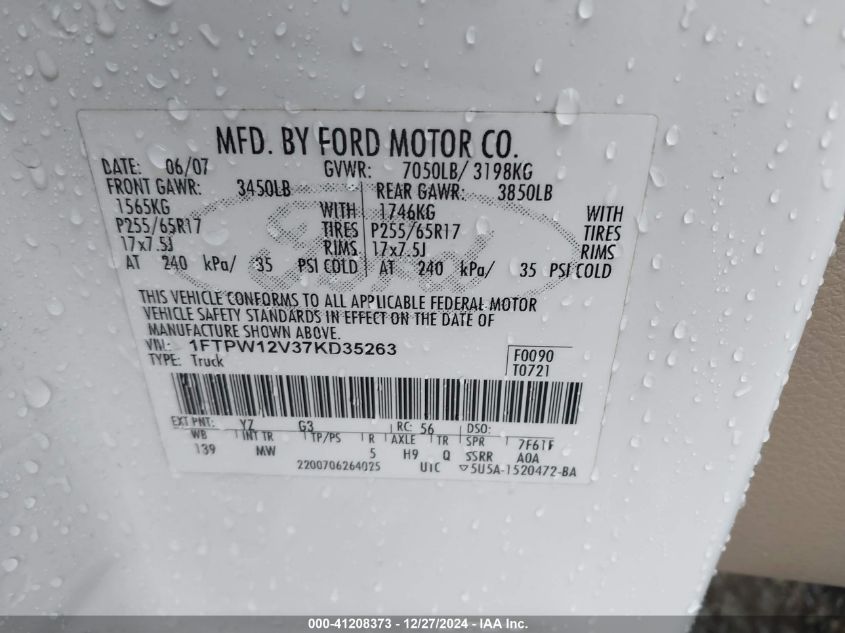 MFD. BY FORD MOTOR CO.
DATE: 06/07 GVWR: 7050LB/ 3198KG
FRONT GAWR: 3450LB REAR GAWR: 3850LB
1565KG WITH 1746KG WITH
P255/65R17 TIRES P255/65R17 TIRES
17x7.5J RIMS 17x7.5J RIMS
AT 240 kPa/ 35 PSI COLD AT 240 kPa/ 35 PSI COLD
Ford
THIS VEHICLE CONFORMS TO ALL APPLICABLE FEDERAL MOTOR
VEHICLE SAFETY STANDARDS IN EFFECT ON THE DATE OF
MANUFACTURE SHOWN ABOVE.
VIN: 1FTPW12V37KD35263
TYPE: Truck
F0090
T0721
EXT PNT: YZ G3 RC: 56 DSO:
WB INT TR TP/PS R AXLE TR SPR 7F61F
139 MW 5 H9 Q SSRR A0A
2200706264025 UTC ▽5U5A-1520472-BA
000-41208373 - 12/27/2024 - IAA Inc.